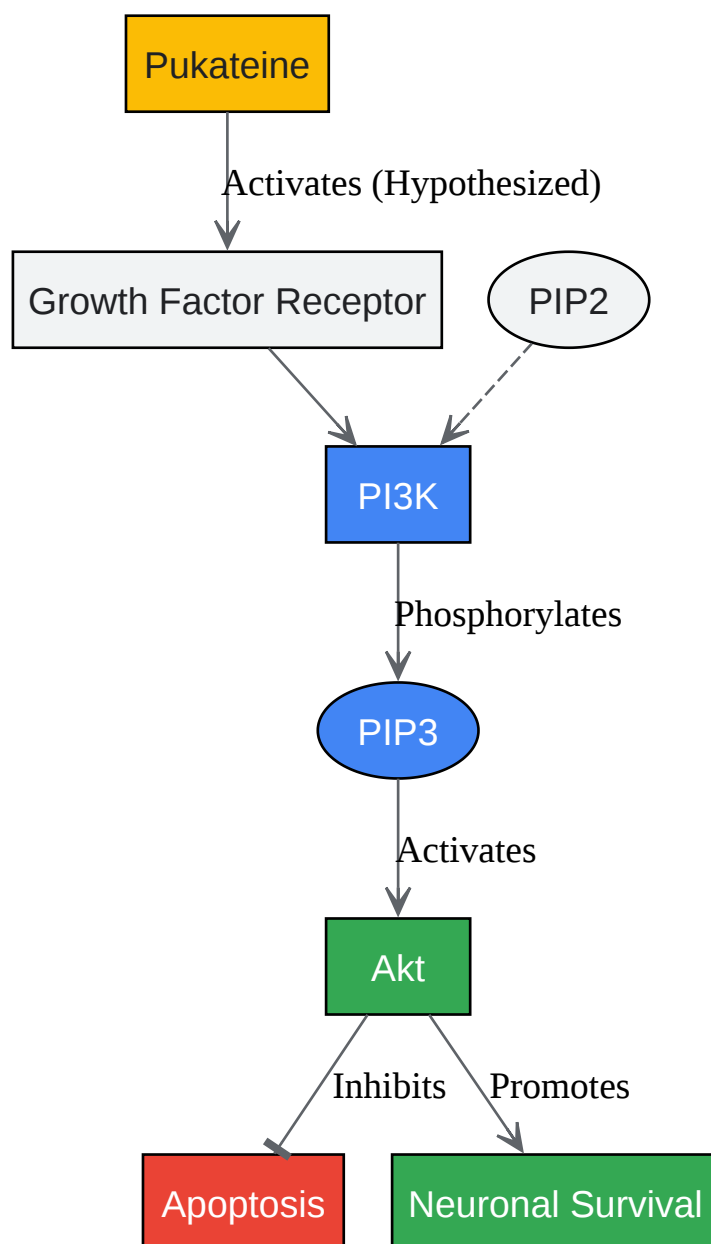 Pukateine
Activates (Hypothesized)
Growth Factor Receptor
PIP2
PI3K
Phosphorylates
PIP3
Activates
Akt
Inhibits
Promotes
Apoptosis
Neuronal Survival